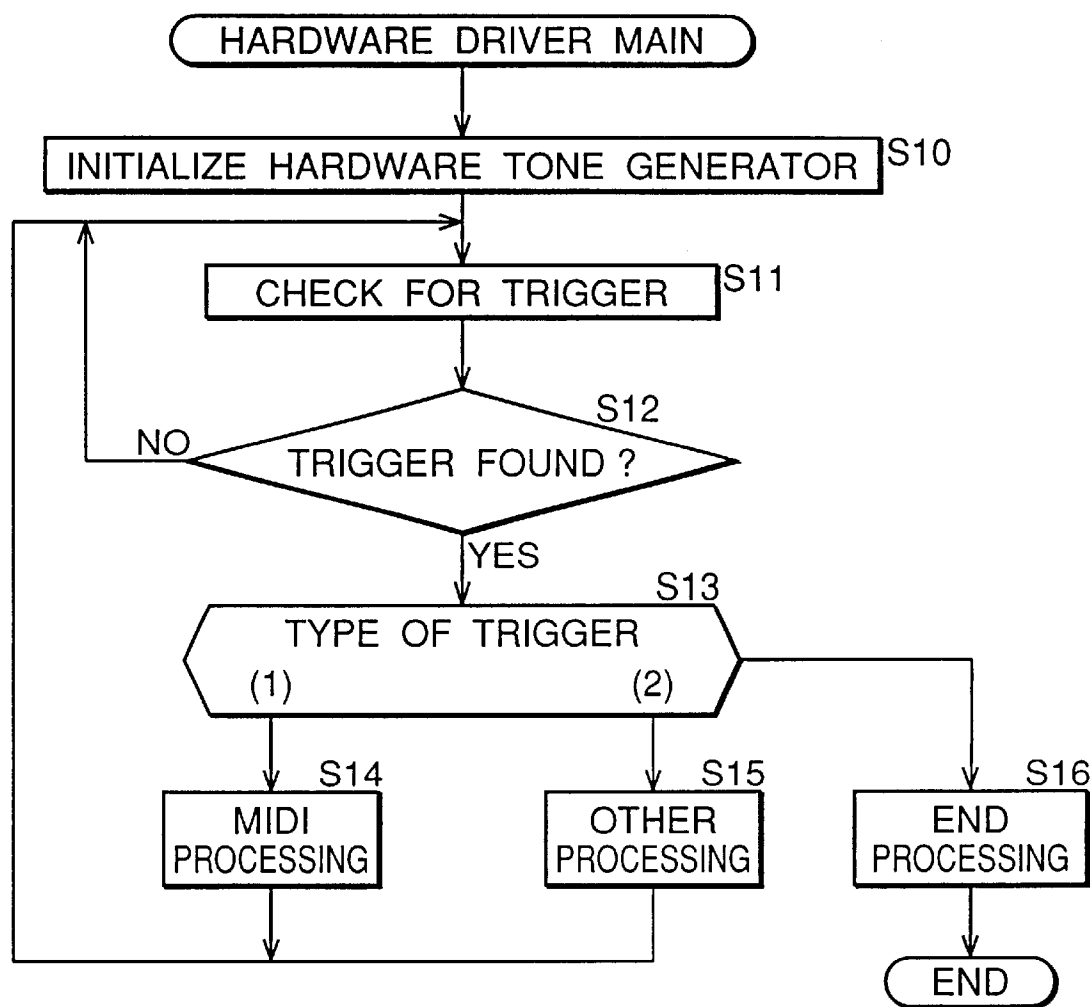 HARDWARE DRIVER MAIN
INITIALIZE HARDWARE TONE GENERATOR
S10
CHECK FOR TRIGGER
S11
S12
NO
TRIGGER FOUND ?
YES
S13
TYPE OF TRIGGER
(1)
(2)
S14
S15
S16
MIDI
PROCESSING
OTHER
PROCESSING
END
PROCESSING
END